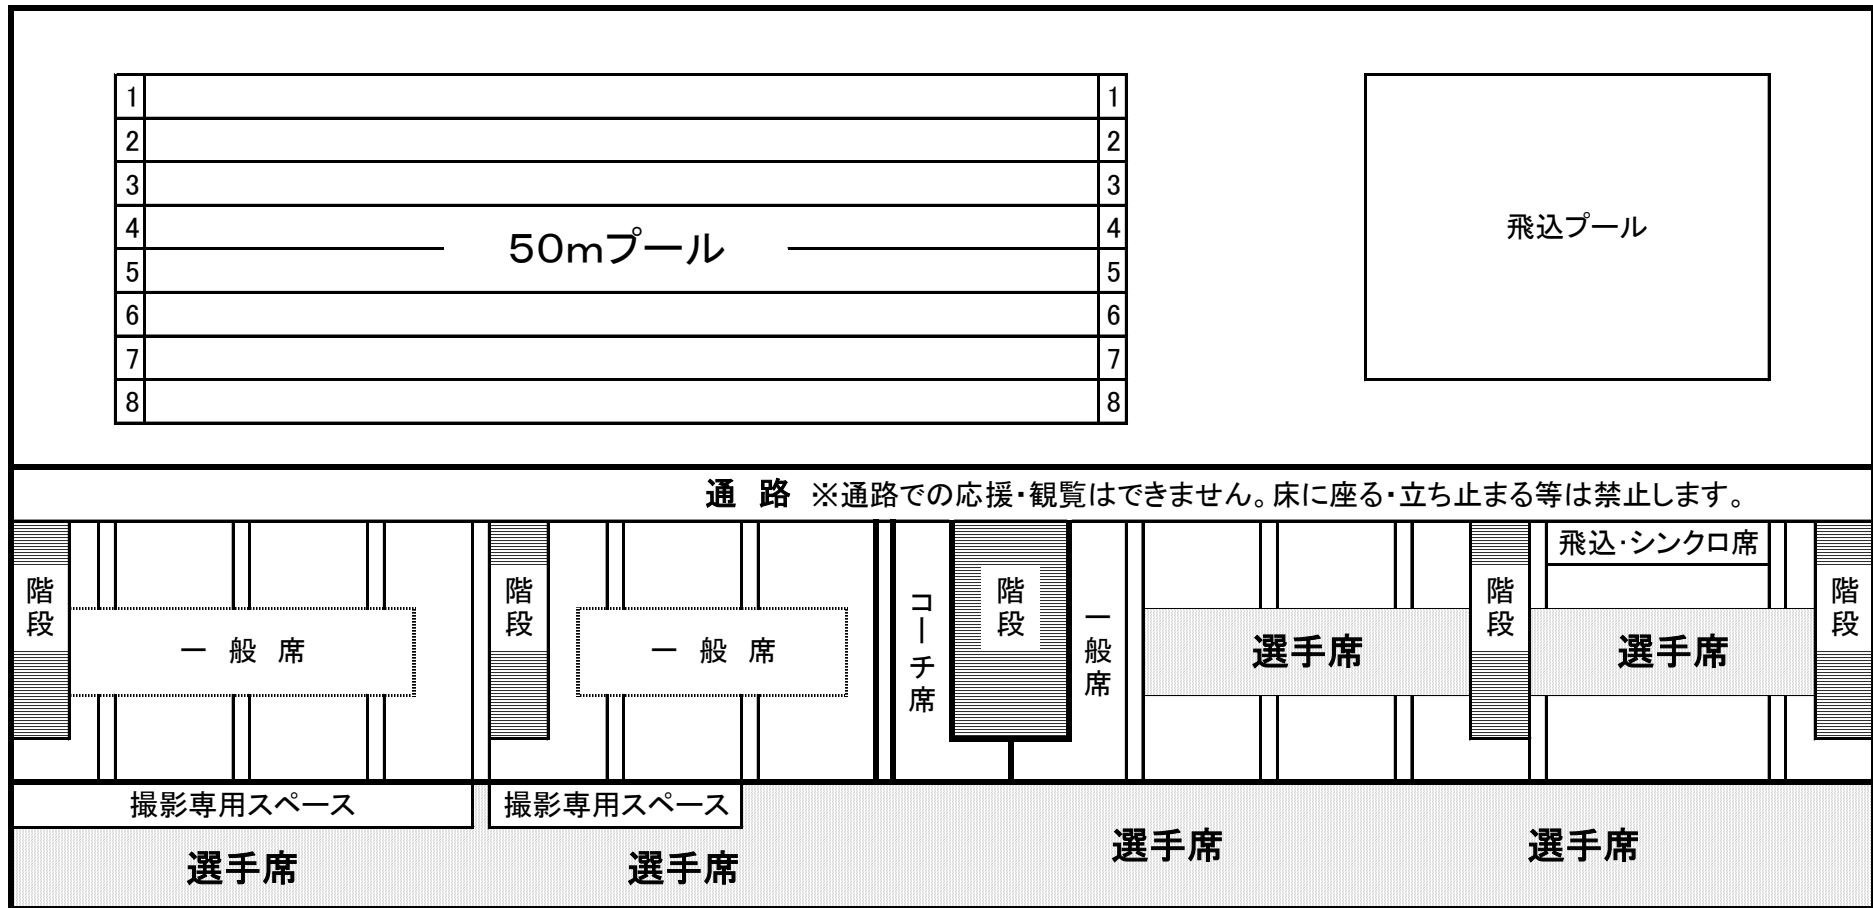 1 1
2 2
3 3
4 4
50mプール
5 5
6 6
7 7
8 8
飛込プール
通 路 ※通路での応援・観覧はできません。床に座る・立ち止まる等は禁止します。
階段
一 般 席
階段
一 般 席
コーチ席
階段
一般席
選手席
階段
飛込・シンクロ席
選手席
階段
撮影専用スペース
撮影専用スペース
選手席
選手席
選手席
選手席